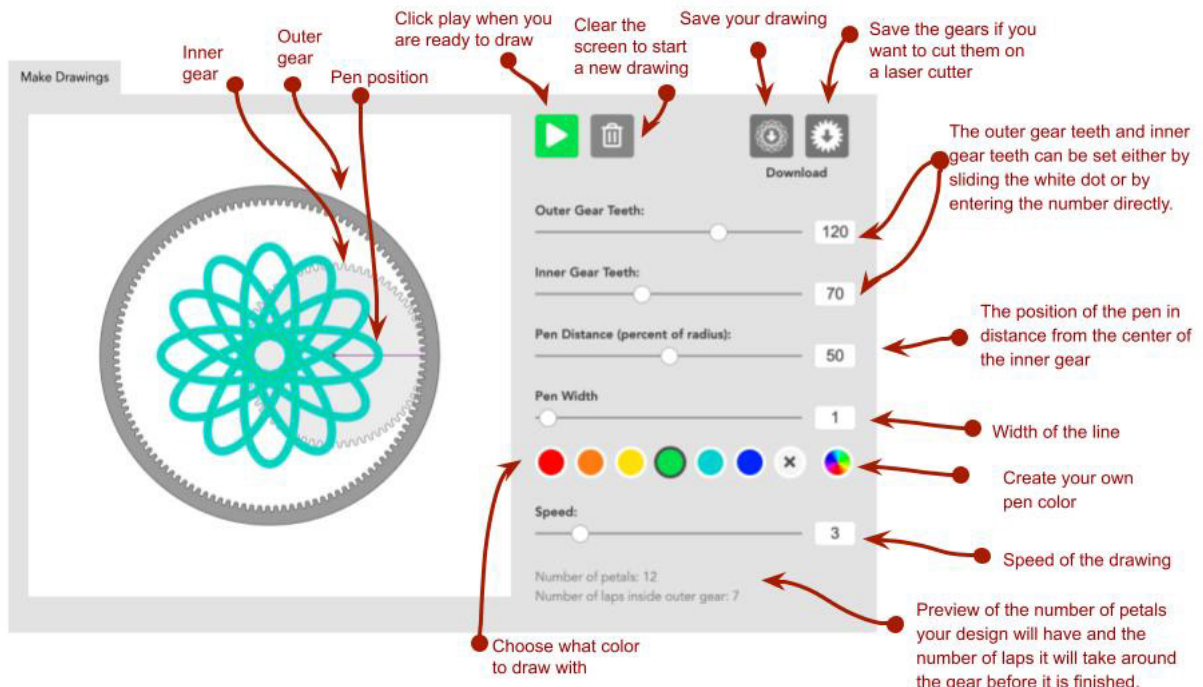 Click play when you
are ready to draw
Clear the
screen to start
a new drawing
Save your drawing
Save the gears if you
want to cut them on
a laser cutter
Inner
gear
Outer
gear
Pen position
Make Drawings
Download
The outer gear teeth and inner
gear teeth can be set either by
sliding the white dot or by
entering the number directly.
Outer Gear Teeth:
120
Inner Gear Teeth:
70
Pen Distance (percent of radius):
50
The position of the pen in
distance from the center of
the inner gear
Pen Width
1
Width of the line
Create your own
pen color
Speed:
3
Speed of the drawing
Number of petals: 12
Number of laps inside outer gear: 7
Choose what color
to draw with
Preview of the number of petals
your design will have and the
number of laps it will take around
the gear before it is finished.